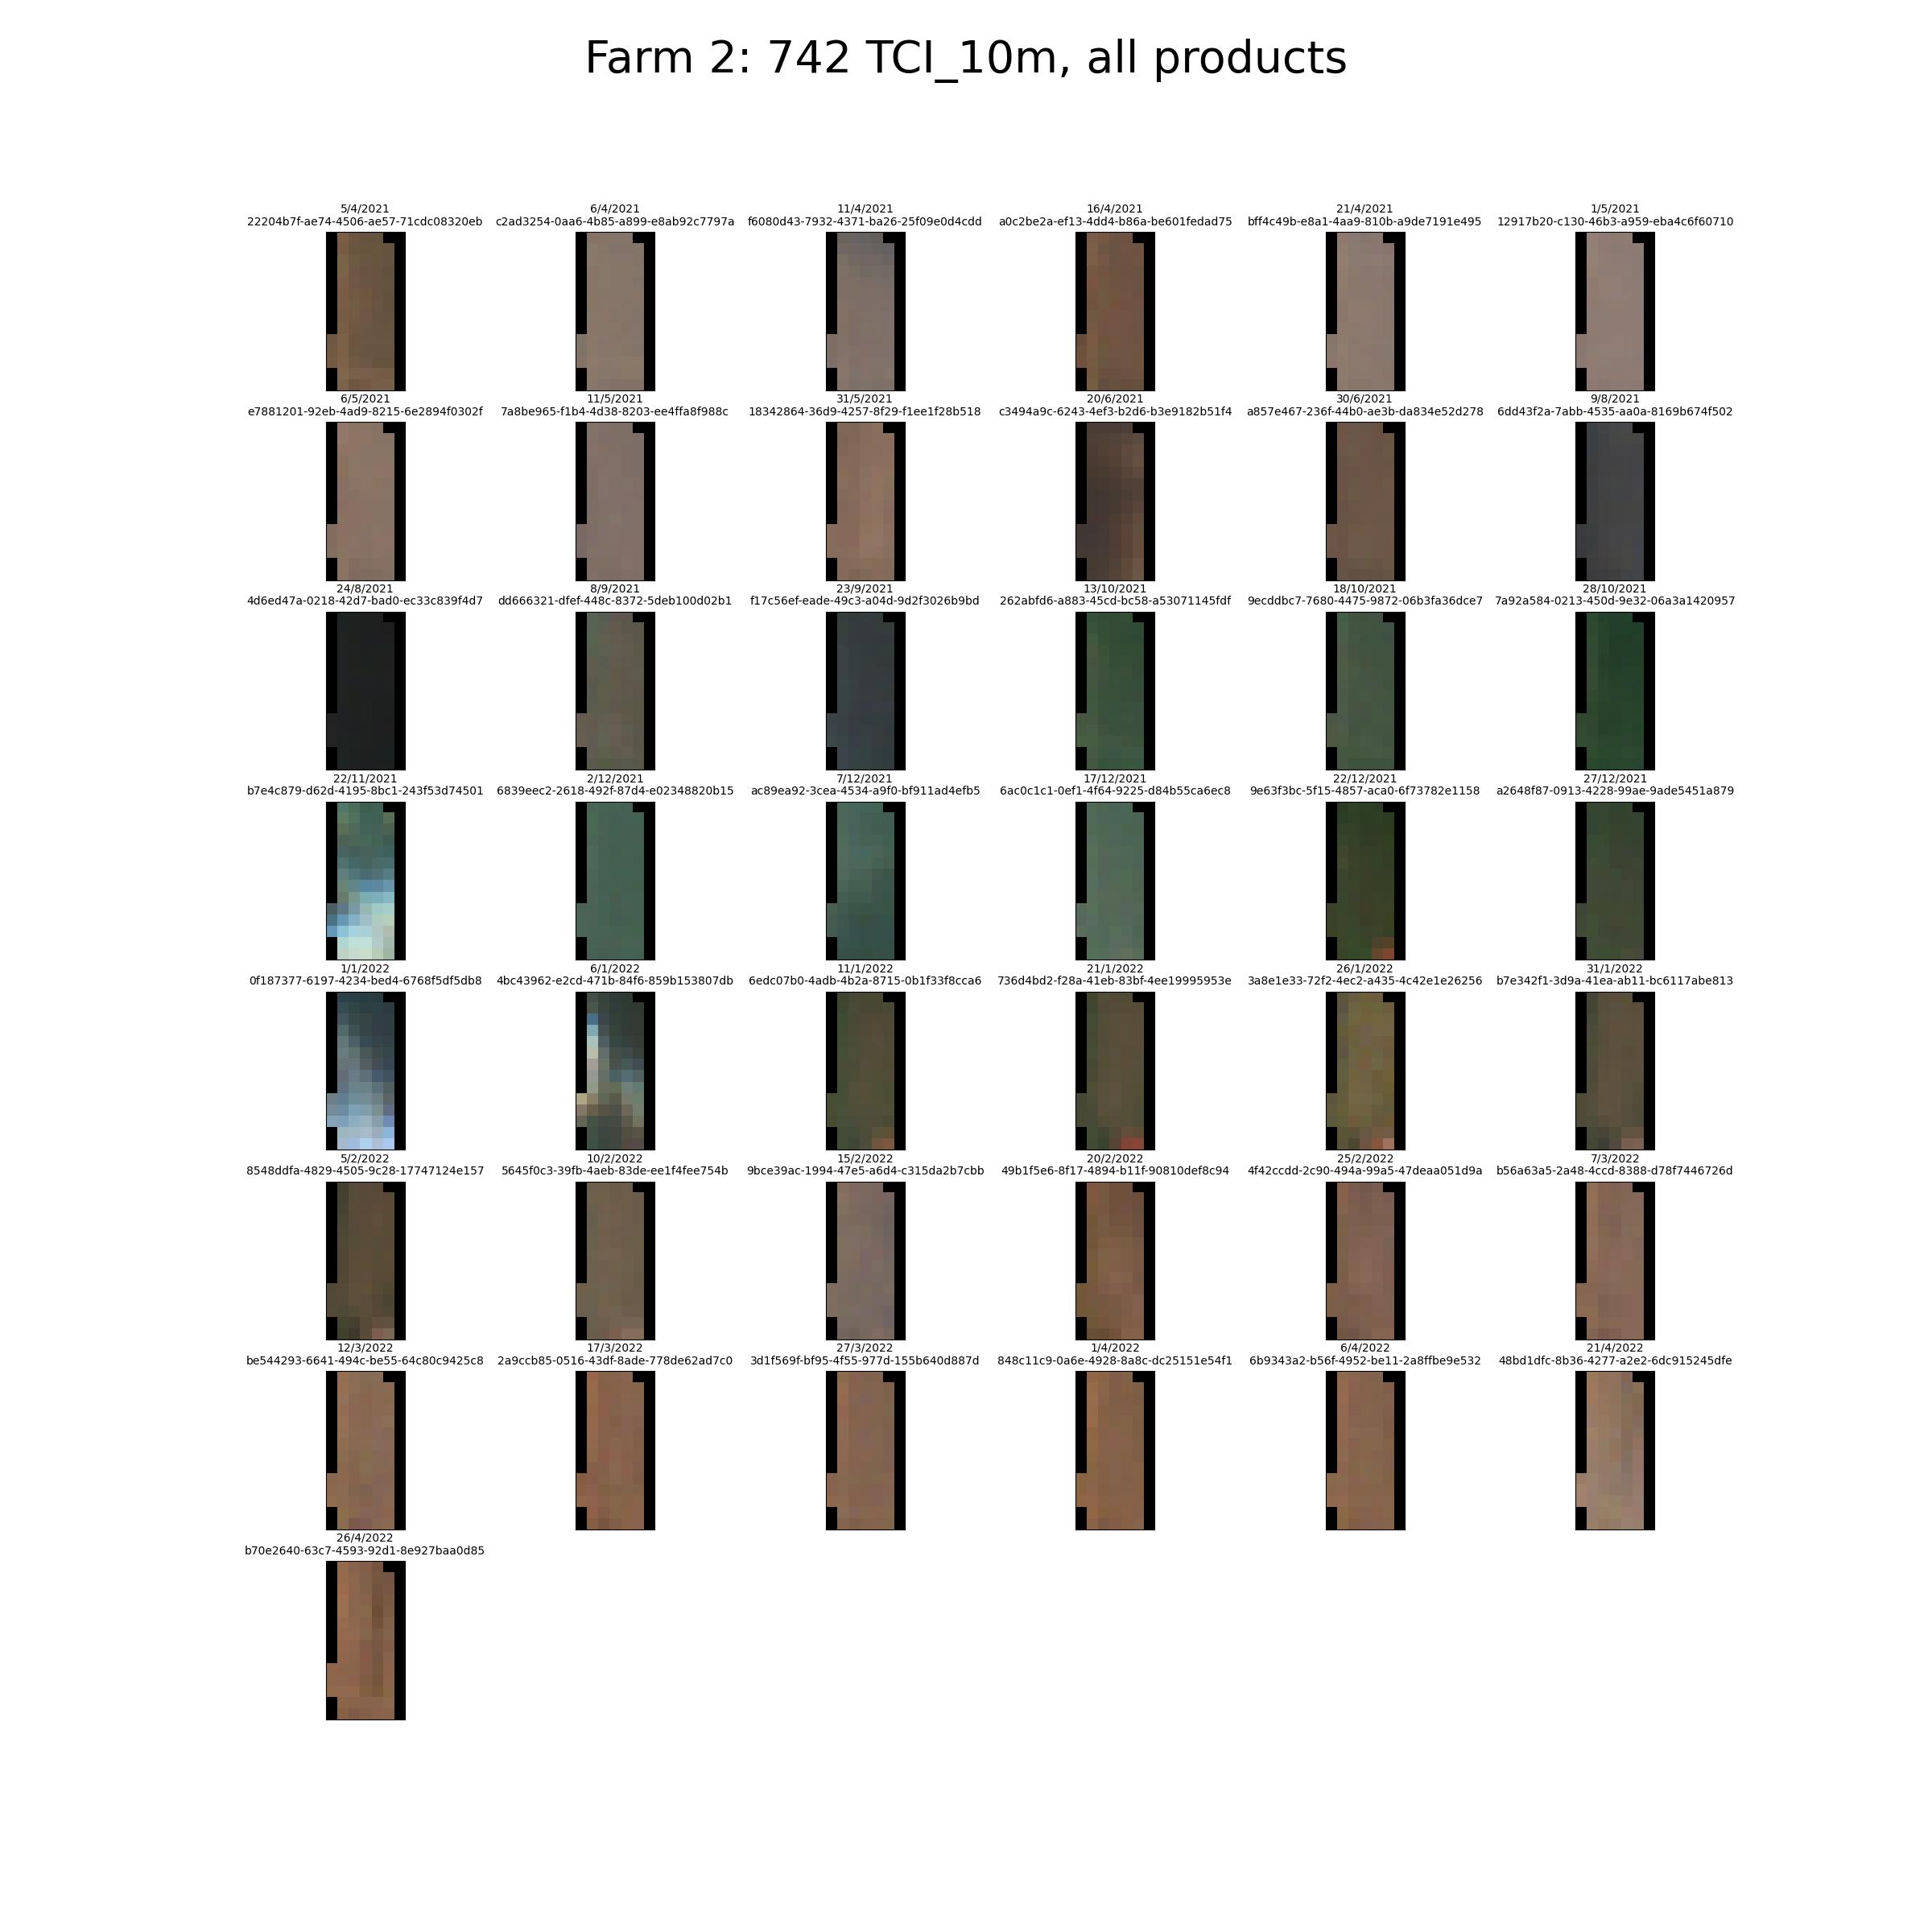 Farm 2: 742 TCI_10m, all products
5/4/2021 6/4/2021 11/4/2021 16/4/2021 21/4/2021 1/5/2021
22204b7f-ae74-4506-ae57-71cdc08320eb c2ad3254-0aa6-4b85-a899-e8ab92c7797a f6080d43-7932-4371-ba26-25f09e0d4cdd a0c2be2a-ef13-4dd4-b86a-be601fedad75 bff4c49b-e8a1-4aa9-810b-a9de7191e495 12917b20-c130-46b3-a959-eba4c6f60710
6/5/2021 11/5/2021 31/5/2021 20/6/2021 30/6/2021 9/8/2021
e7881201-92eb-4ad9-8215-6e2894f0302f 7a8be965-f1b4-4d38-8203-ee4ffa8f988c 18342864-36d9-4257-8f29-f1ee1f28b518 c3494a9c-6243-4ef3-b2d6-b3e9182b51f4 a857e467-236f-44b0-ae3b-da834e52d278 6dd43f2a-7abb-4535-aa0a-8169b674f502
24/8/2021 8/9/2021 23/9/2021 13/10/2021 18/10/2021 28/10/2021
4d6ed47a-0218-42d7-bad0-ec33c839f4d7 dd666321-dfef-448c-8372-5deb100d02b1 f17c56ef-eade-49c3-a04d-9d2f3026b9bd 262abfd6-a883-45cd-bc58-a53071145fdf 9ecddbc7-7680-4475-9872-06b3fa36dce7 7a92a584-0213-450d-9e32-06a3a1420957
22/11/2021 2/12/2021 7/12/2021 17/12/2021 22/12/2021 27/12/2021
b7e4c879-d62d-4195-8bc1-243f53d74501 6839eec2-2618-492f-87d4-e02348820b15 ac89ea92-3cea-4534-a9f0-bf911ad4efb5 6ac0c1c1-0ef1-4f64-9225-d84b55ca6ec8 9e63f3bc-5f15-4857-aca0-6f73782e1158 a2648f87-0913-4228-99ae-9ade5451a879
1/1/2022 6/1/2022 11/1/2022 21/1/2022 26/1/2022 31/1/2022
0f187377-6197-4234-bed4-6768f5df5db8 4bc43962-e2cd-471b-84f6-859b153807db 6edc07b0-4adb-4b2a-8715-0b1f33f8cca6 736d4bd2-f28a-41eb-83bf-4ee19995953e 3a8e1e33-72f2-4ec2-a435-4c42e1e26256 b7e342f1-3d9a-41ea-ab11-bc6117abe813
5/2/2022 10/2/2022 15/2/2022 20/2/2022 25/2/2022 7/3/2022
8548ddfa-4829-4505-9c28-17747124e157 5645f0c3-39fb-4aeb-83de-ee1f4fee754b 9bce39ac-1994-47e5-a6d4-c315da2b7cbb 49b1f5e6-8f17-4894-b11f-90810def8c94 4f42ccdd-2c90-494a-99a5-47deaa051d9a b56a63a5-2a48-4ccd-8388-d78f7446726d
12/3/2022 17/3/2022 27/3/2022 1/4/2022 6/4/2022 21/4/2022
be544293-6641-494c-be55-64c80c9425c8 2a9ccb85-0516-43df-8ade-778de62ad7c0 3d1f569f-bf95-4f55-977d-155b640d887d 848c11c9-0a6e-4928-8a8c-dc25151e54f1 6b9343a2-b56f-4952-be11-2a8ffbe9e532 48bd1dfc-8b36-4277-a2e2-6dc915245dfe
26/4/2022
b70e2640-63c7-4593-92d1-8e927baa0d85